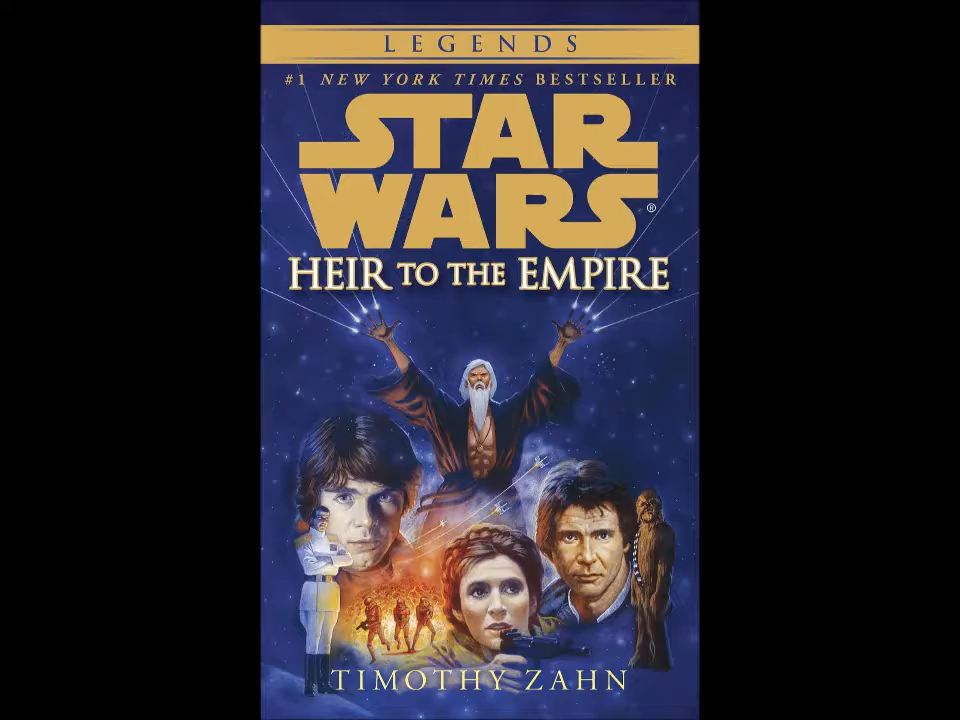 LEGENDS
#1 NEW YORK TIMES BESTSELLER
STAR
WARS®
HEIR TO THE EMPIRE
TIMOTHY ZAHN